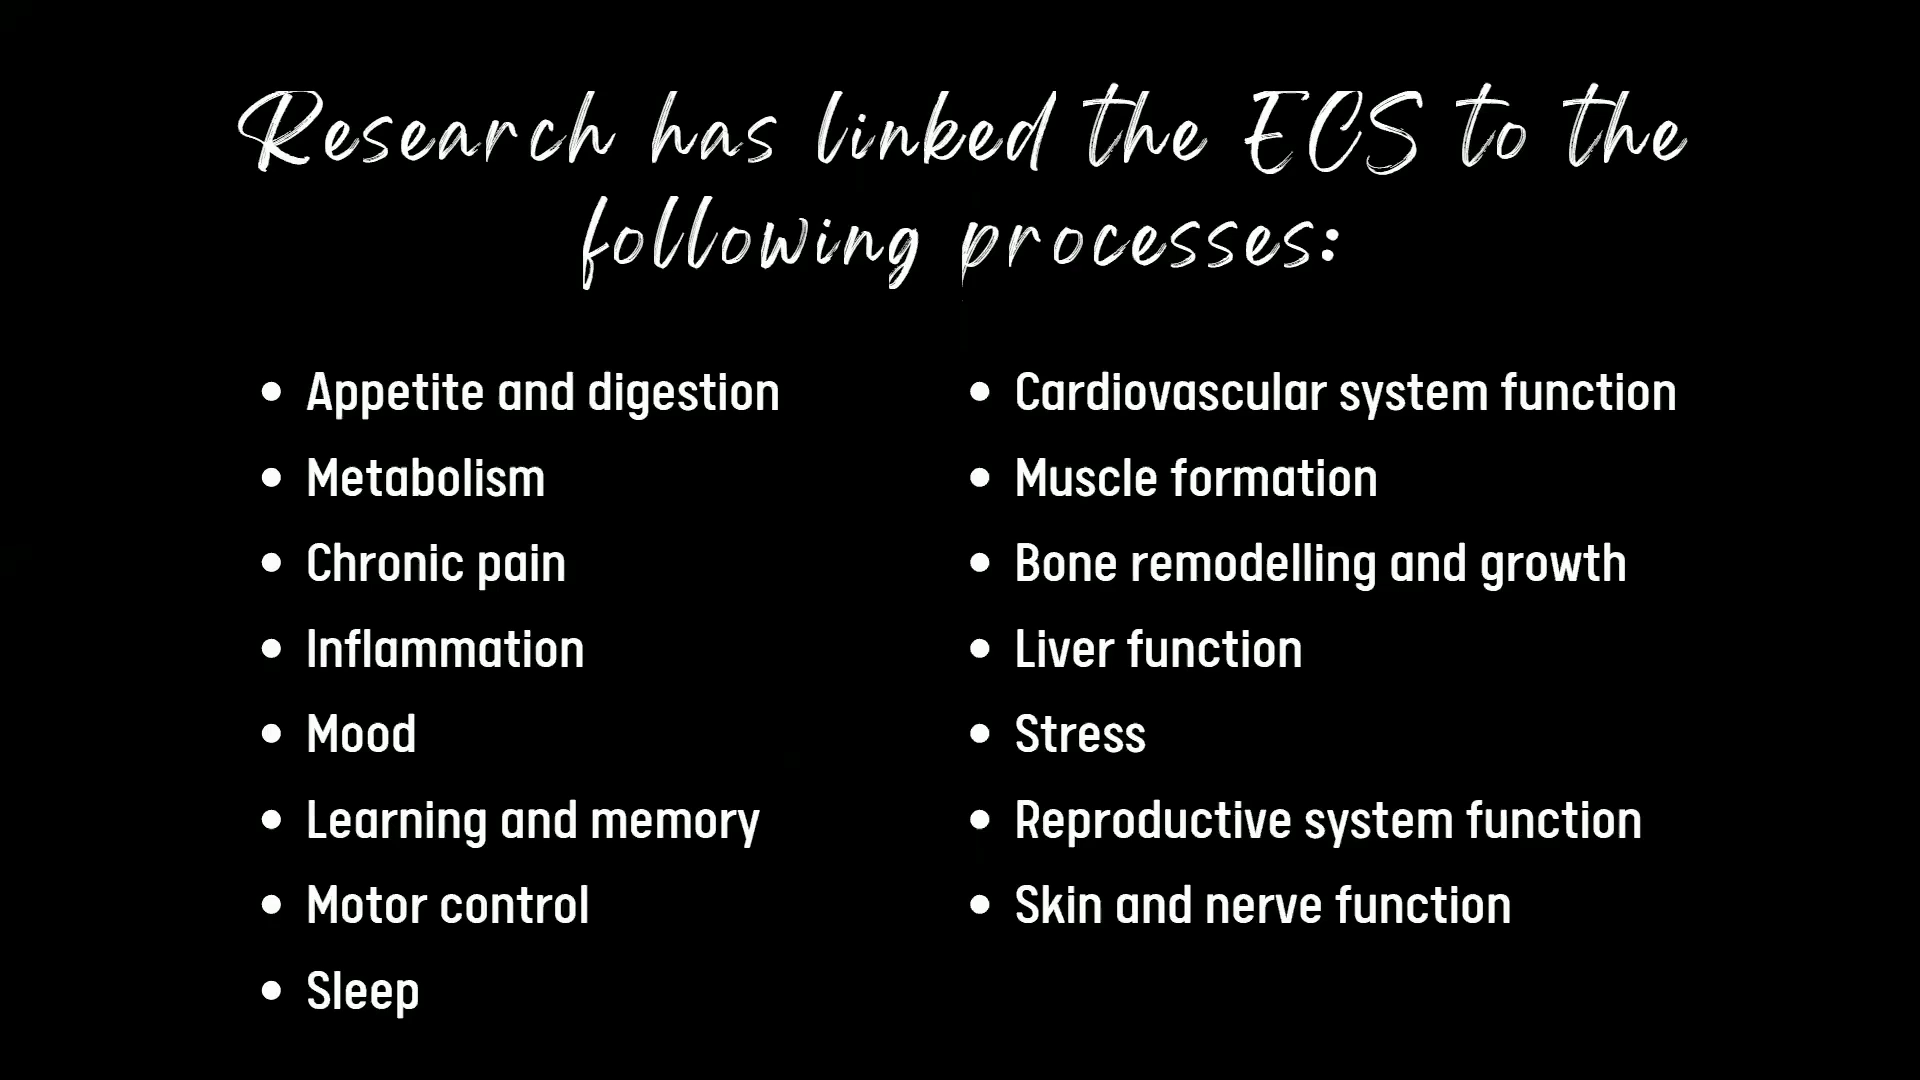 Research has linked the ECS to the
following processes:
• Appetite and digestion
• Metabolism
• Chronic pain
• Inflammation
• Mood
• Learning and memory
• Motor control
• Sleep
• Cardiovascular system function
• Muscle formation
• Bone remodelling and growth
• Liver function
• Stress
• Reproductive system function
• Skin and nerve function